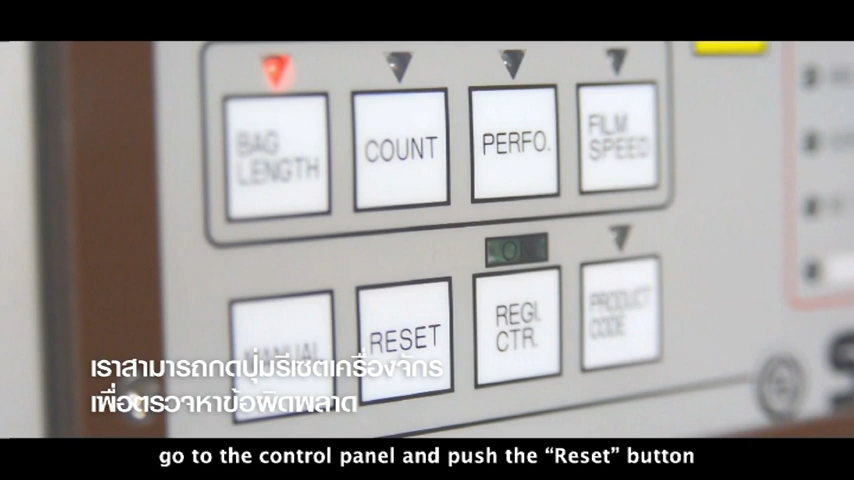 BAG
LENGTH
COUNT
PERFO.
FILM
SPEED
MANUAL
RESET
REGI.
CTR.
PRODUCT
CODE
เราสามารถกดปุ่มรีเซตเครื่องจักร
เพื่อตรวจหาข้อผิดพลาด
go to the control panel and push the “Reset” button